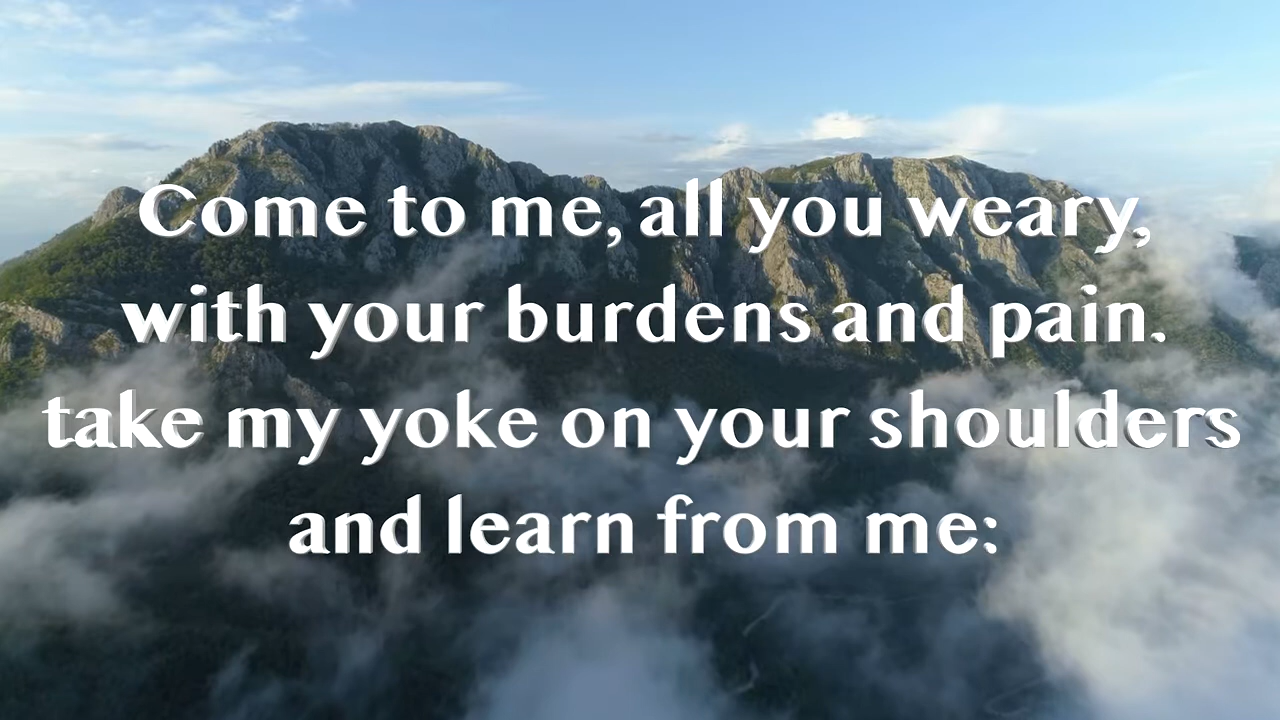 Come to me, all you weary,
with your burdens and pain.
take my yoke on your shoulders
and learn from me: